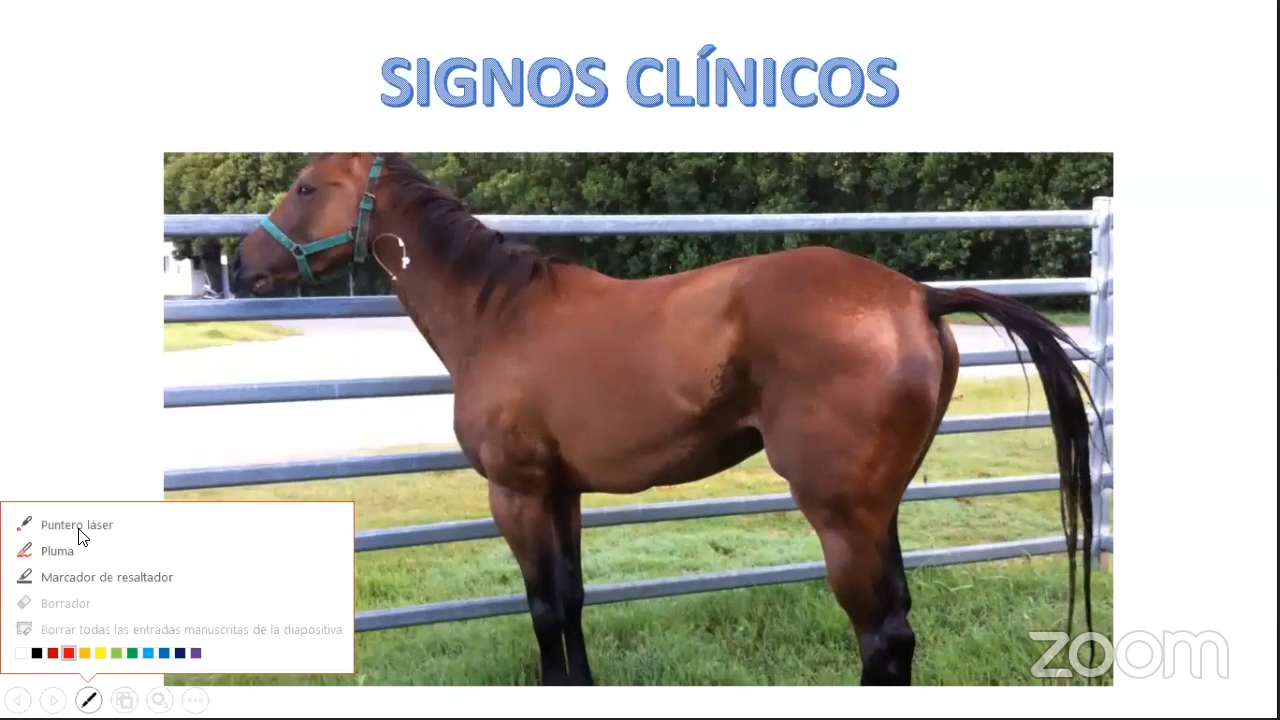 SIGNOS CLÍNICOS
Puntero láser
Pluma
Marcador de resaltador
Borrador
Borrar todas las entradas manuscritas de la diapositiva
zoom